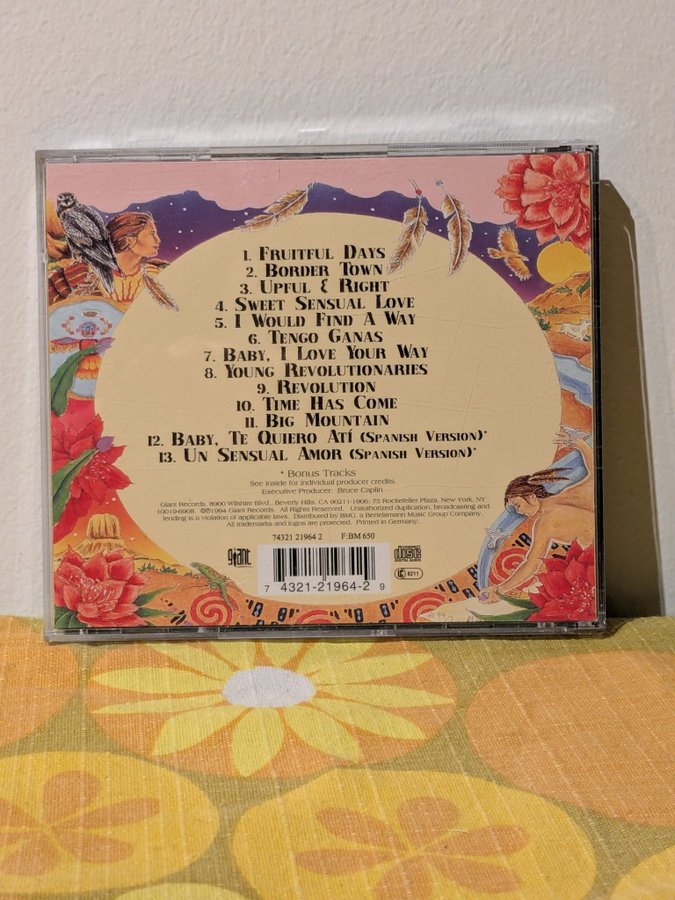 1. Fruitful Days
2. Border Town
3. Upful & Right
4. Sweet Sensual Love
5. I Would Find A Way
6. Tengo Ganas
7. Baby, I Love Your Way
8. Young Revolutionaries
9. Revolution
10. Time Has Come
11. Big Mountain
12. Baby, Te Quiero Atí (Spanish Version)*
13. Un Sensual Amor (Spanish Version)*
* Bonus Tracks
See inside for individual producer credits.
Executive Producer: Bruce Caplin
Giant Records, 8900 Wilshire Blvd., Beverly Hills, CA 90211-1906; 75 Rockefeller Plaza, New York, NY
10019-6908. ©℗1994 Giant Records. All Rights Reserved. Unauthorized duplication, broadcasting and
lending is a violation of applicable laws. Distributed by BMG, a Bertelsmann Music Group Company.
All trademarks and logos are protected. Printed in Germany.
giant
74321 21964 2 F:BM 650
COMPACT disc DIGITAL AUDIO
LC 6211
7 4321-21964-2 9